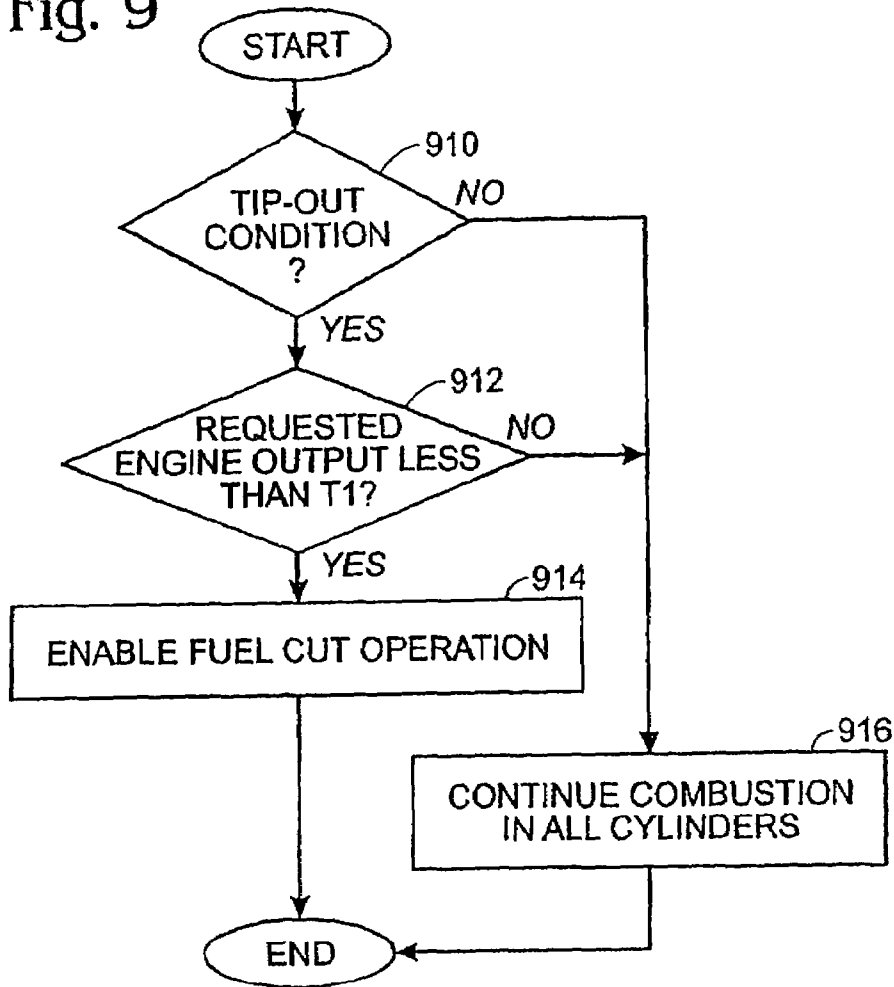 Fig. 9
START
910
TIP-OUT
CONDITION
?
NO
YES
912
REQUESTED
ENGINE OUTPUT LESS
THAN T1?
NO
YES
914
ENABLE FUEL CUT OPERATION
916
CONTINUE COMBUSTION
IN ALL CYLINDERS
END